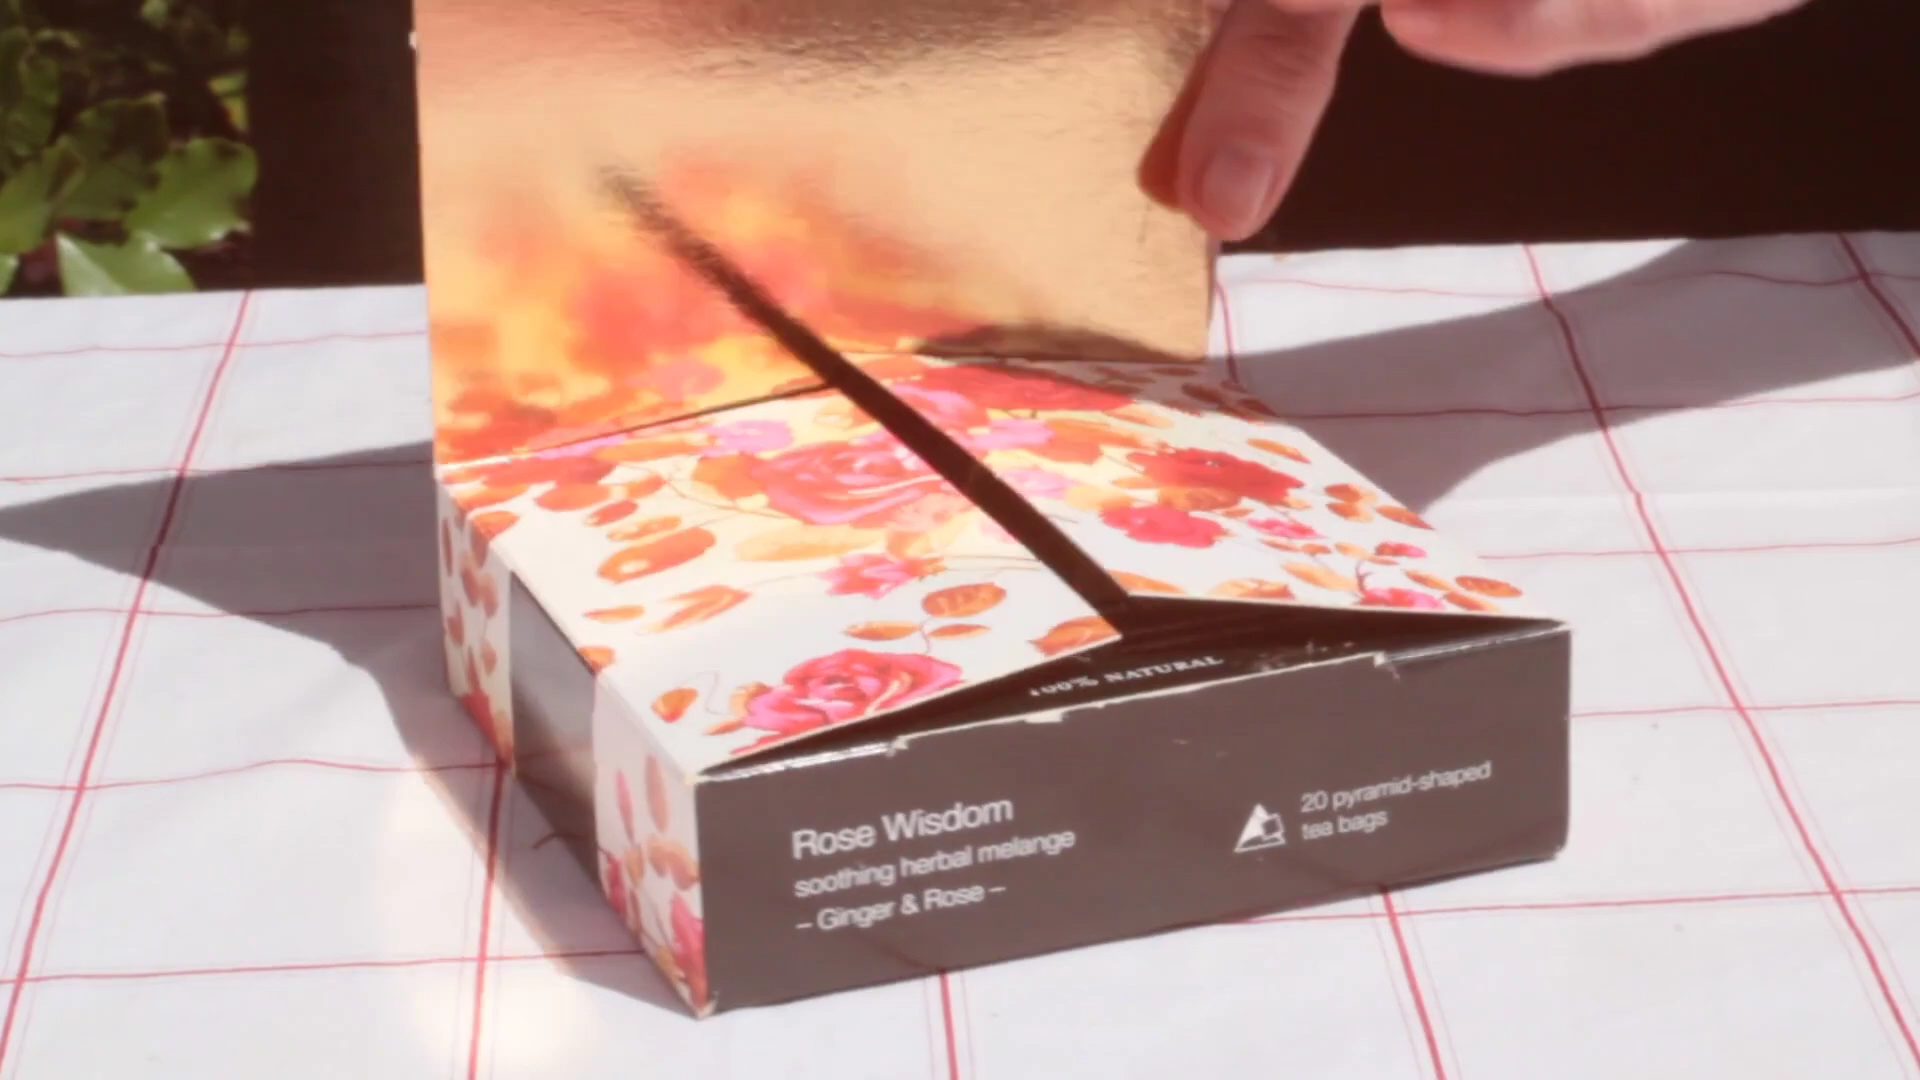 100% NATURAL
Rose Wisdom
soothing herbal melange
– Ginger & Rose –
20 pyramid-shaped
tea bags